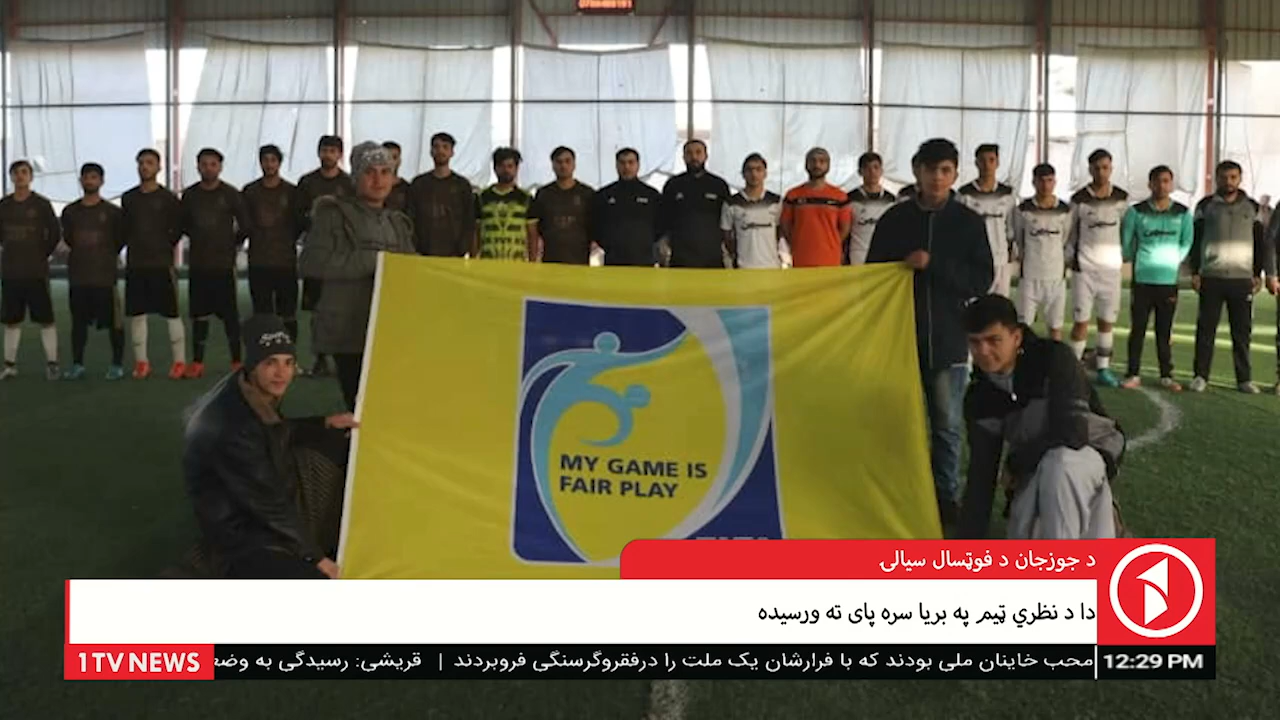 MY GAME IS
FAIR PLAY
د جوزجان د فوټسال سیالۍ
دا د نظري ټیم په بریا سره پای ته ورسیده
1TV NEWS
محب خاینان ملی بودند که با فرارشان یک ملت را درفقروگرسنگی فروبردند | قریشی: رسیدگی به وضع
12:29 PM